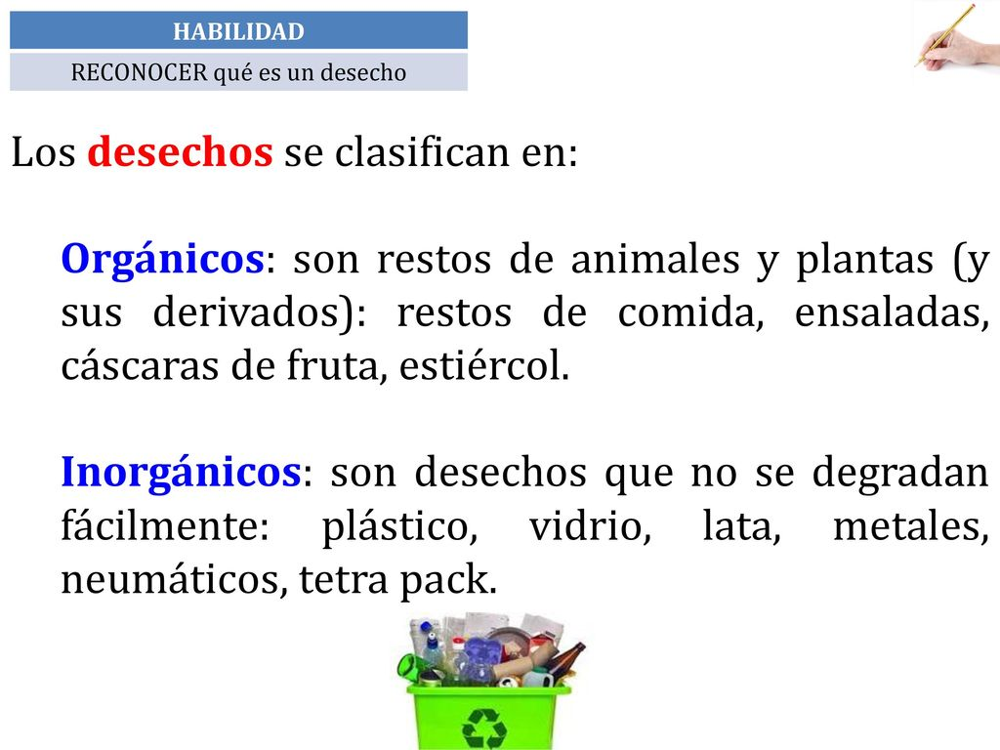 HABILIDAD
RECONOCER qué es un desecho
Los desechos se clasifican en:
Orgánicos: son restos de animales y plantas (y
sus derivados): restos de comida, ensaladas,
cáscaras de fruta, estiércol.
Inorgánicos: son desechos que no se degradan
fácilmente: plástico, vidrio, lata, metales,
neumáticos, tetra pack.